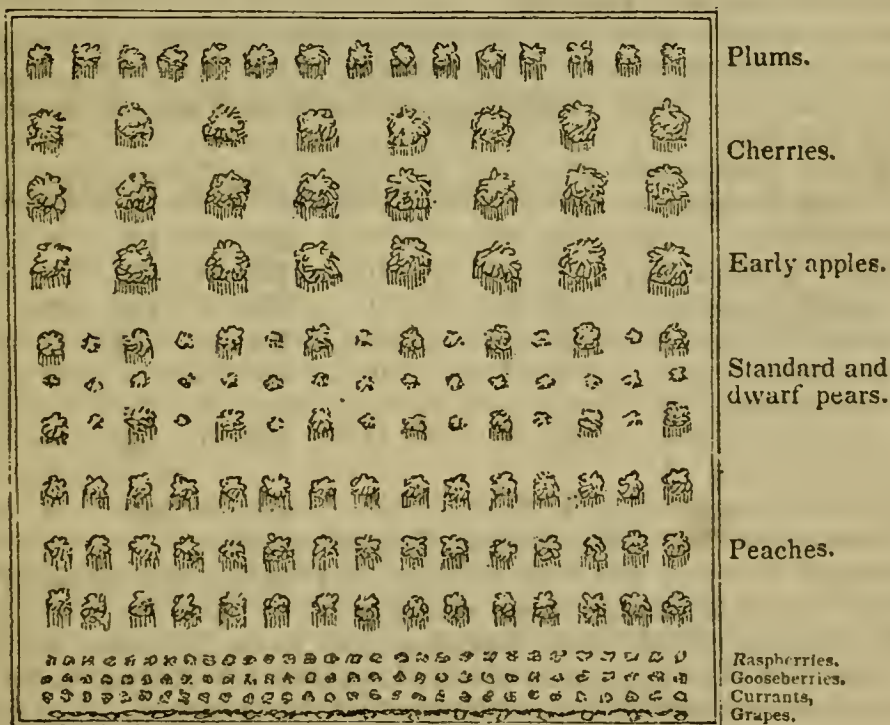 Plums.
Cherries.
Early apples.
Standard and
dwarf pears.
Peaches.
Raspberries.
Gooseberries.
Currants,
Grapes.